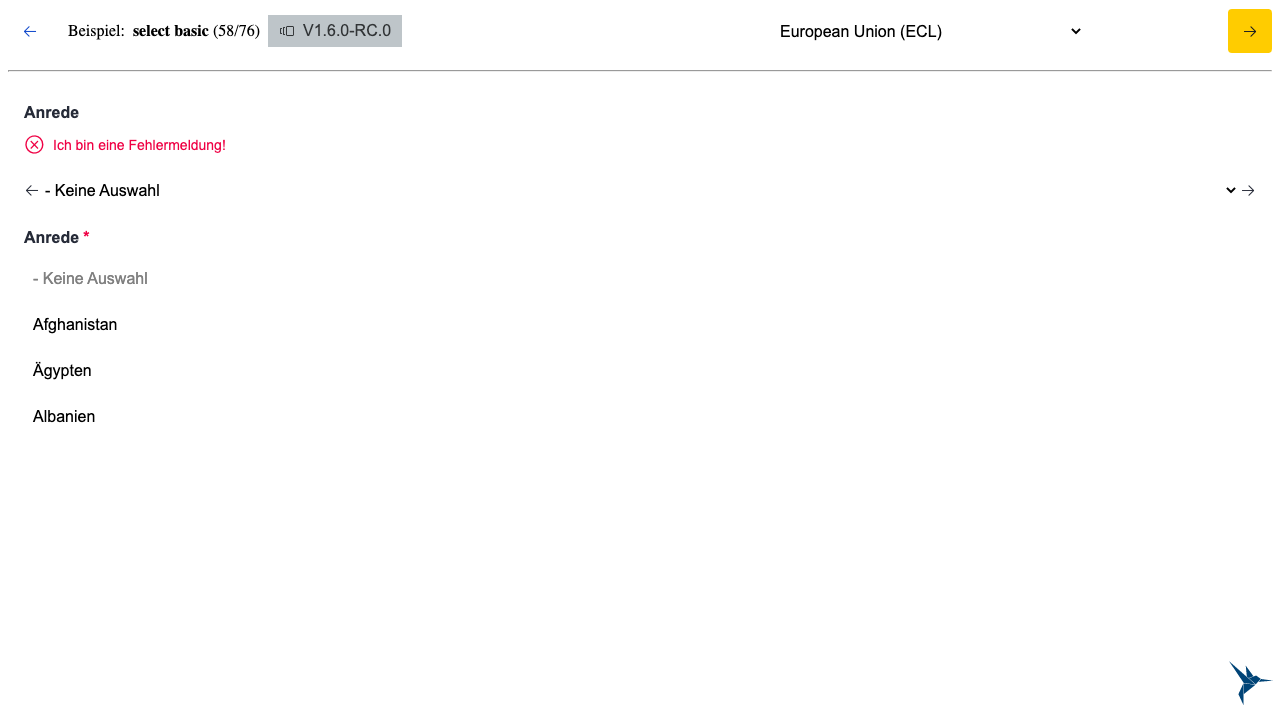 Beispiel: select basic (58/76) V1.6.0-RC.0 European Union (ECL)
Anrede
Ich bin eine Fehlermeldung!
- Keine Auswahl
Anrede *
- Keine Auswahl
Afghanistan
Ägypten
Albanien